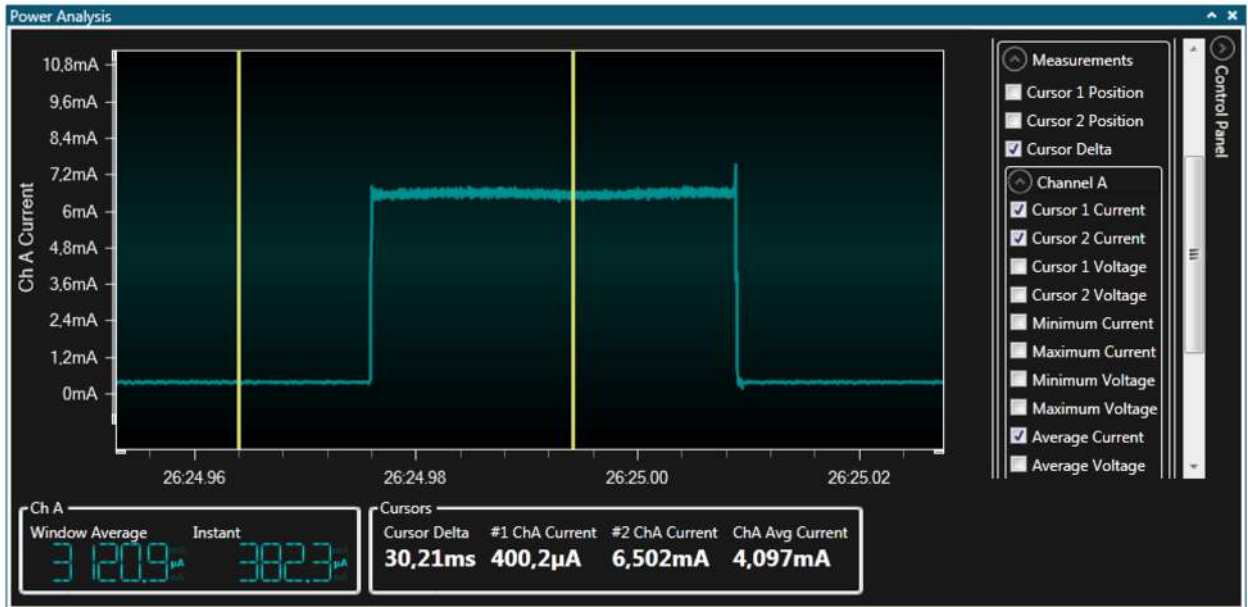 Power Analysis
10,8mA
9,6mA
8,4mA
7,2mA
6mA
4,8mA
3,6mA
2,4mA
1,2mA
0mA
Ch A Current
26:24.96 26:24.98 26:25.00 26:25.02
Measurements
Cursor 1 Position
Cursor 2 Position
Cursor Delta
Channel A
Cursor 1 Current
Cursor 2 Current
Cursor 1 Voltage
Cursor 2 Voltage
Minimum Current
Maximum Current
Minimum Voltage
Maximum Voltage
Average Current
Average Voltage
Control Panel
Ch A
Window Average Instant
3120.9 µA 382.3 µA
Cursors
Cursor Delta #1 ChA Current #2 ChA Current ChA Avg Current
30,21ms 400,2µA 6,502mA 4,097mA